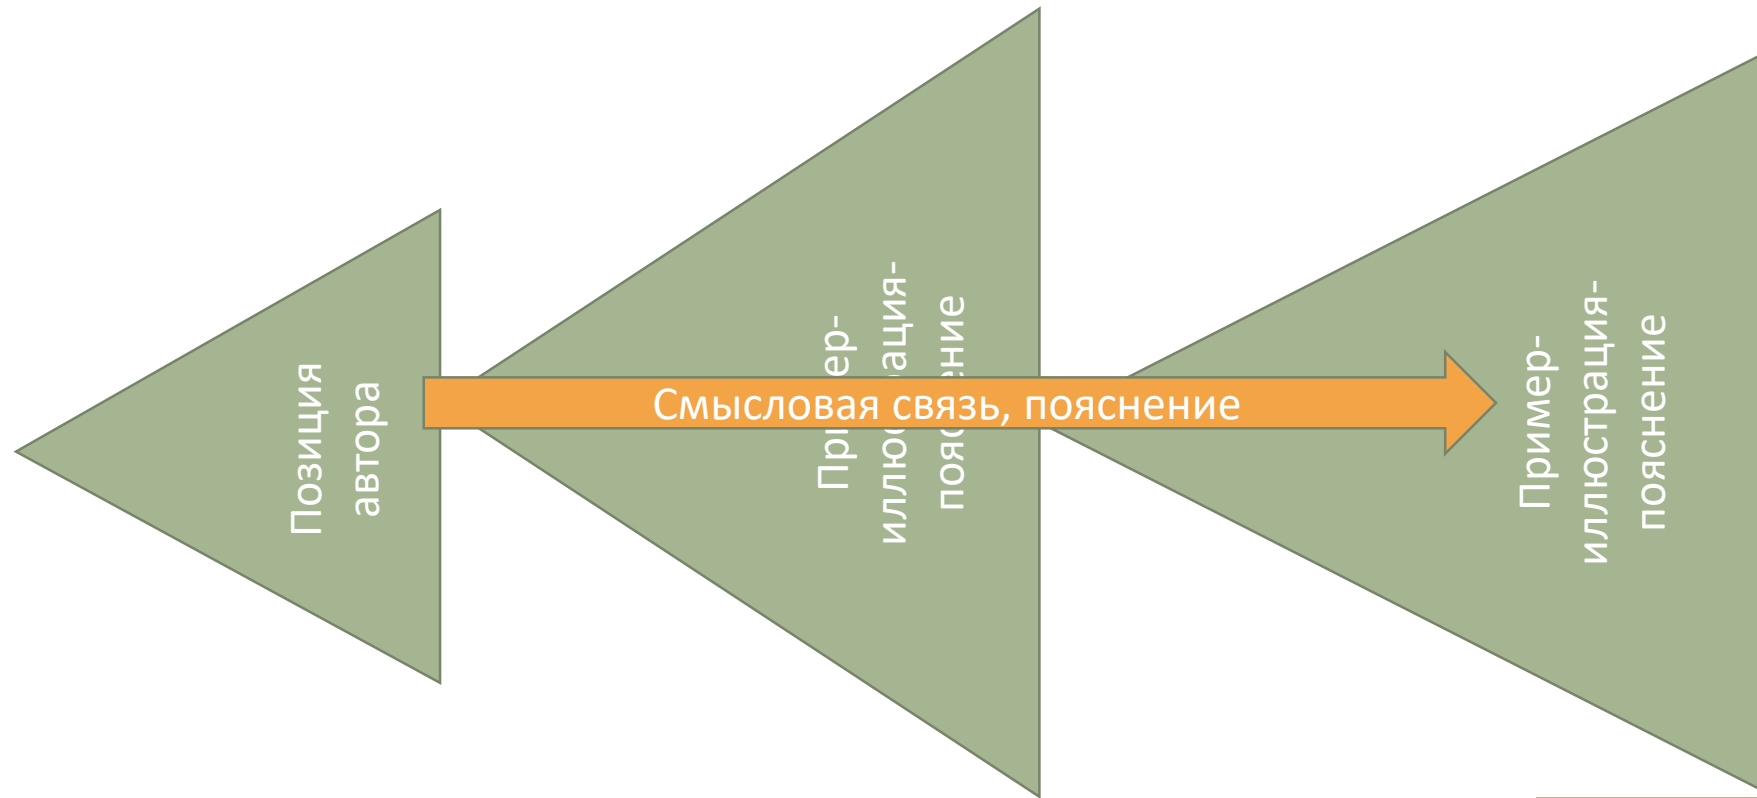 Позиция
автора
Пример-
иллюстрация-
пояснение
Смысловая связь, пояснение
Пример-
иллюстрация-
пояснение